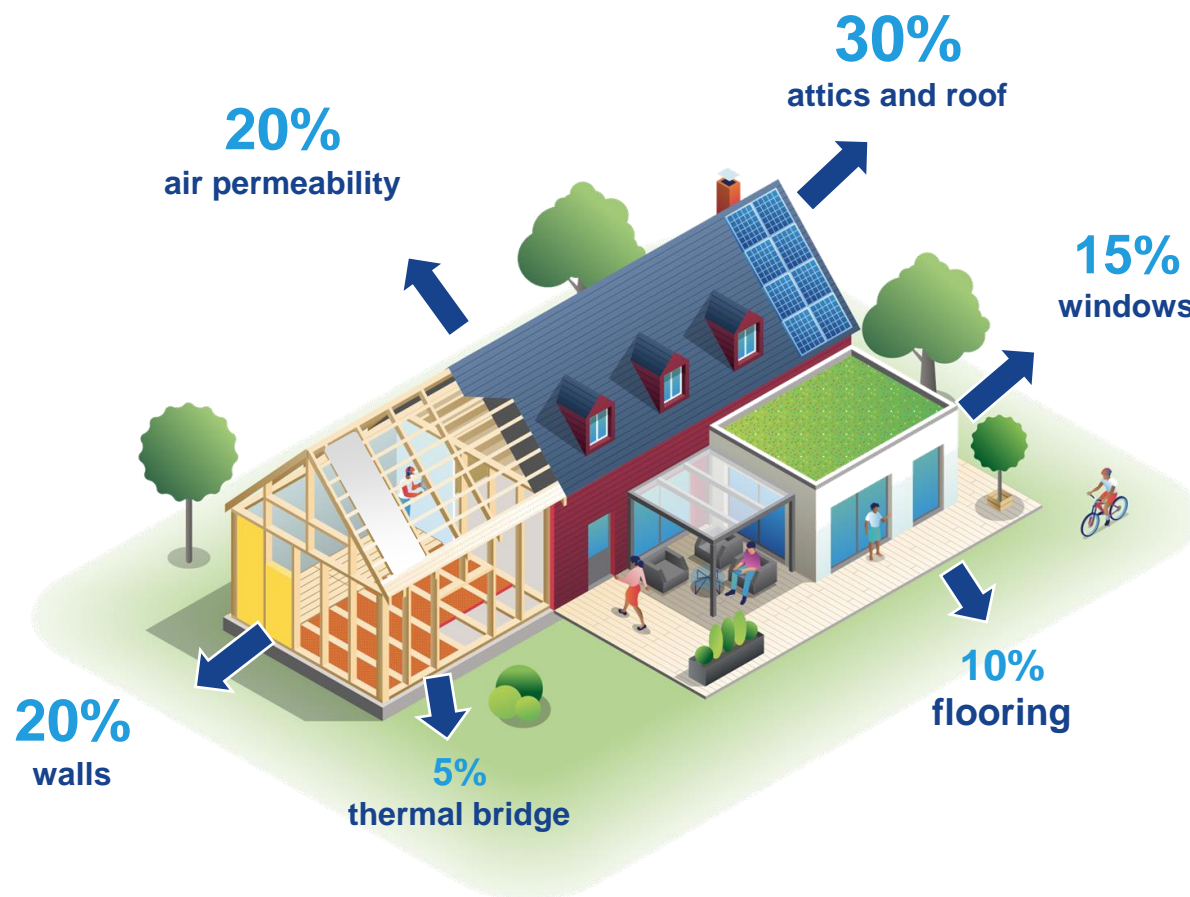 30%
attics and roof
20%
air permeability
15%
windows
20%
walls
5%
thermal bridge
10%
flooring